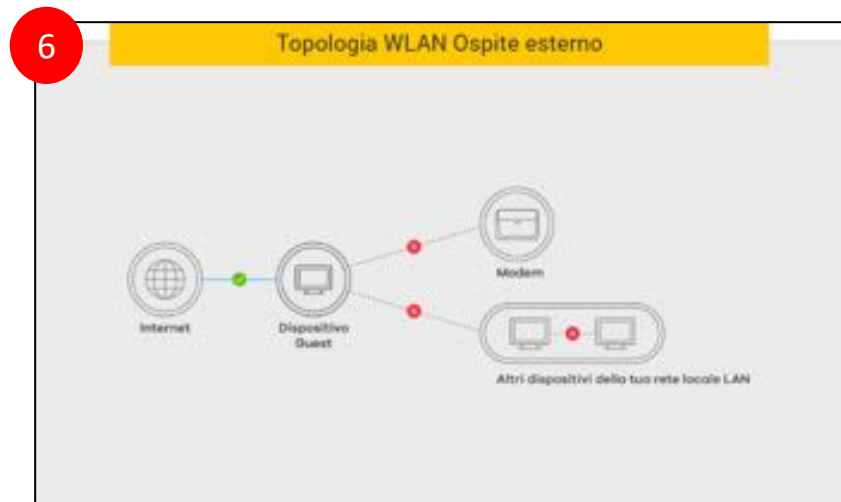 6
Topologia WLAN Ospite esterno
Modem
Internet
Dispositivo
Guest
Altri dispositivi della tua rete locale LAN